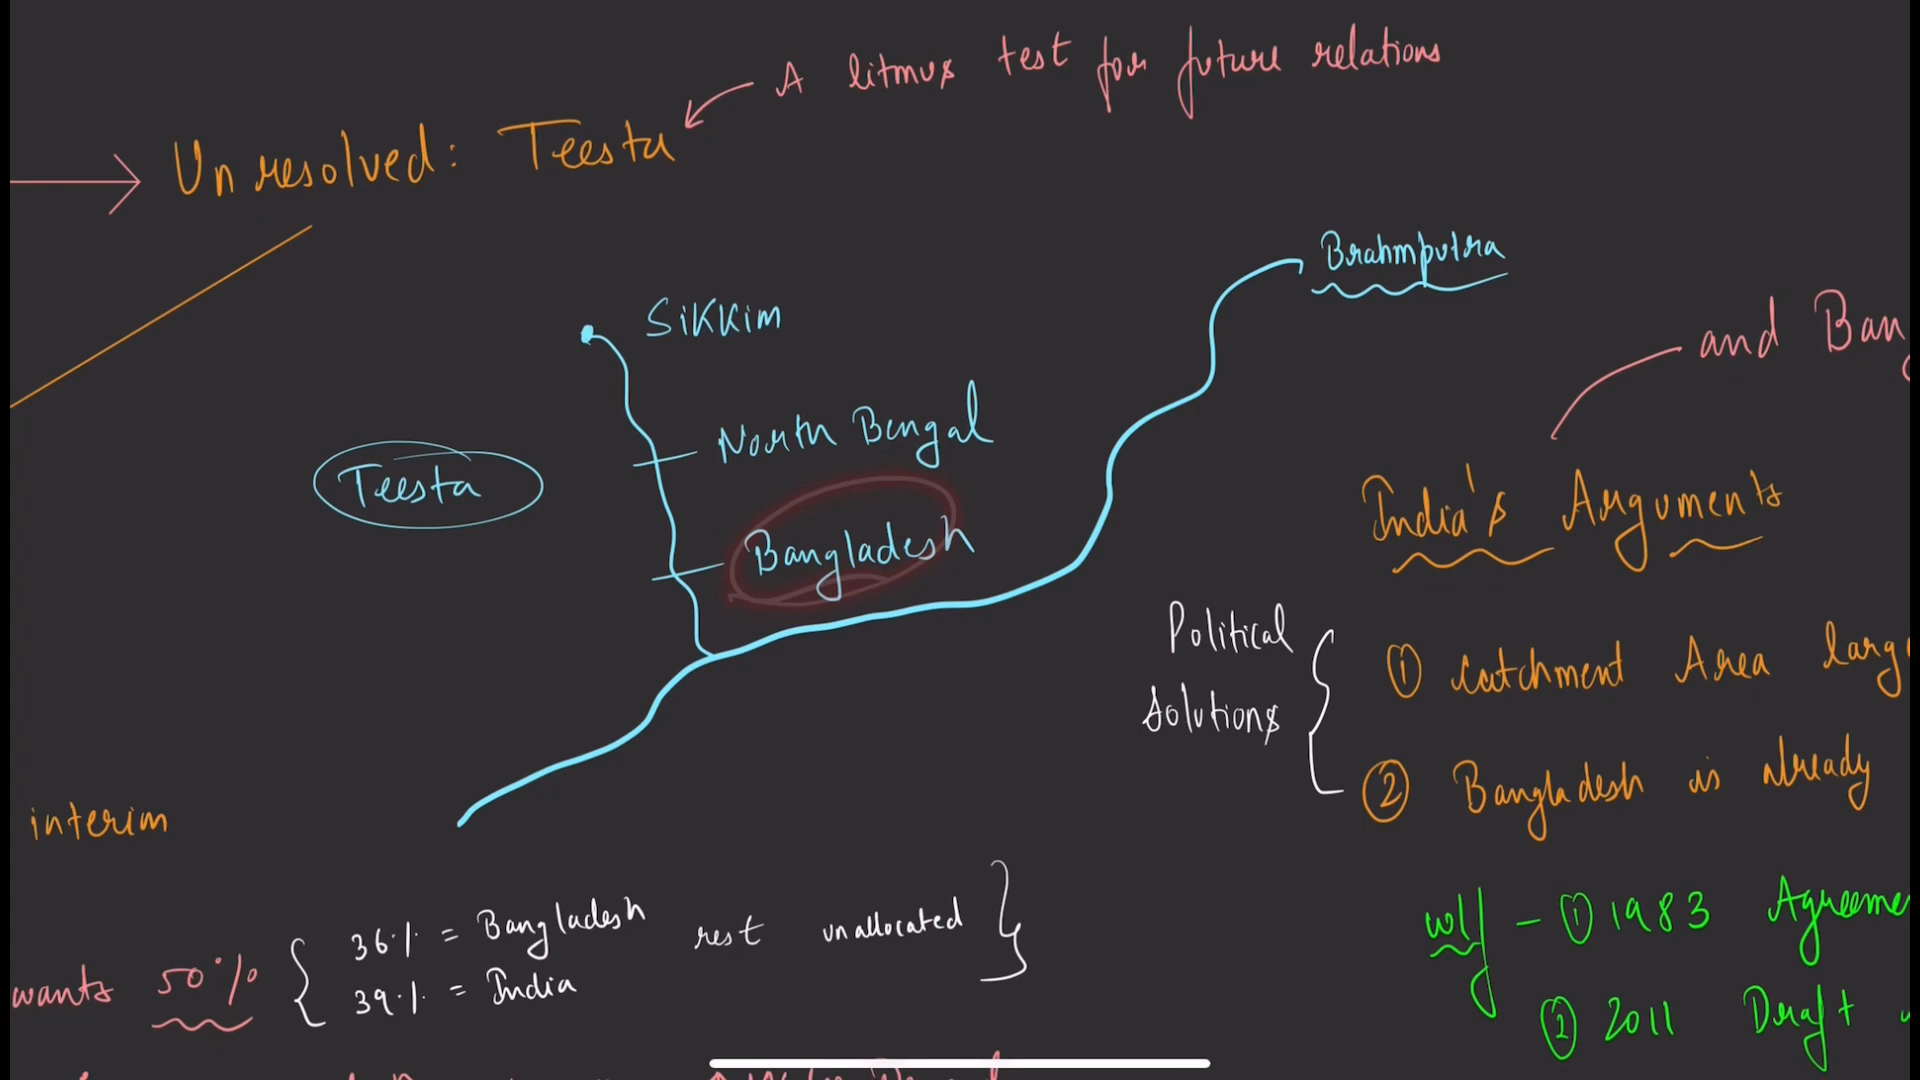 A litmus test for future relations
Unresolved: Teesta
Brahmputra
Sikkim
and Ban
North Bengal
Teesta
India's Arguments
Bangladesh
Political
Solutions
① Catchment Area larg
② Bangladesh is already
interim
36% = Bangladesh rest unallocated
wants 50%
39% = India
- ① 1983 Agreeme
② 2011 Draft